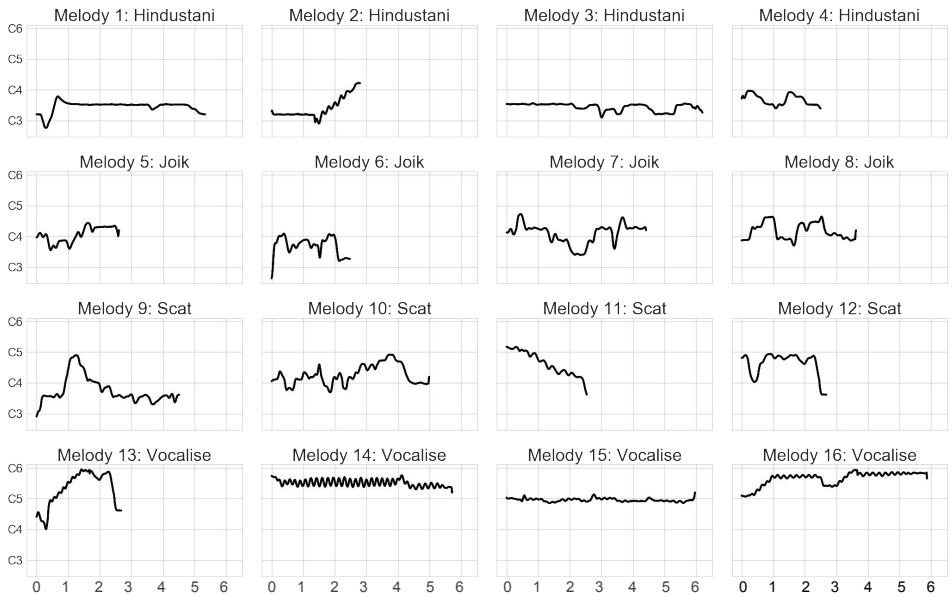 Melody 1: Hindustani Melody 2: Hindustani Melody 3: Hindustani Melody 4: Hindustani
C6
C5
C4
C3
Melody 5: Joik Melody 6: Joik Melody 7: Joik Melody 8: Joik
C6
C5
C4
C3
Melody 9: Scat Melody 10: Scat Melody 11: Scat Melody 12: Scat
C6
C5
C4
C3
Melody 13: Vocalise Melody 14: Vocalise Melody 15: Vocalise Melody 16: Vocalise
C6
C5
C4
C3
0 1 2 3 4 5 6 0 1 2 3 4 5 6 0 1 2 3 4 5 6 0 1 2 3 4 5 6